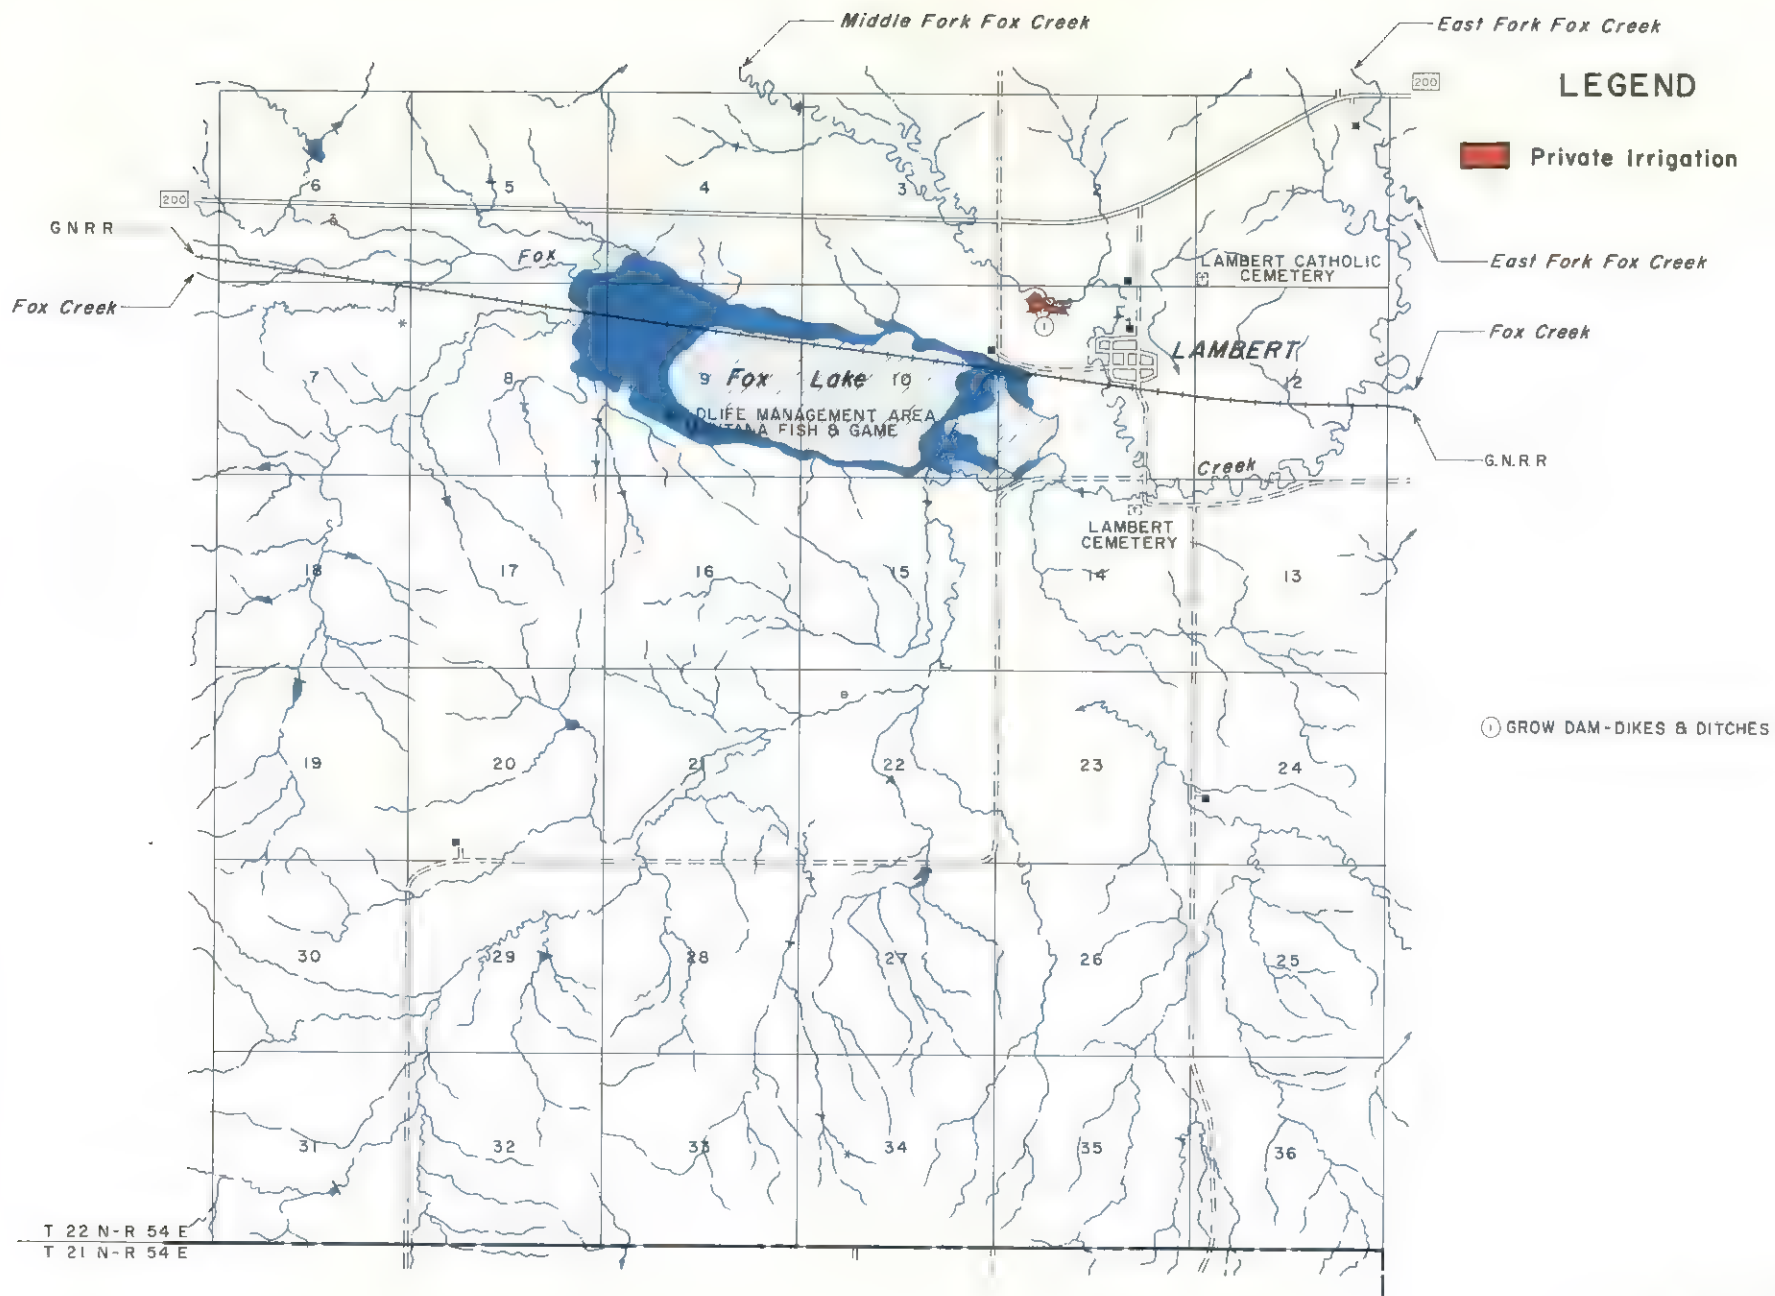 Middle Fork Fox Creek
East Fork Fox Creek
200
LEGEND
Private Irrigation
6
5
4
3
2
200
GNRR
Fox
LAMBERT CATHOLIC
CEMETERY
East Fork Fox Creek
Fox Creek
1
Fox Creek
LAMBERT
7
8
9
Fox Lake
10
12
DLIFE MANAGEMENT AREA
NTANA FISH & GAME
G.N.R.R
Creek
LAMBERT
CEMETERY
18
17
16
15
14
13
19
20
21
22
23
24
1 GROW DAM-DIKES & DITCHES
30
29
28
27
26
25
31
32
33
34
35
36
T 22 N-R 54 E
T 21 N-R 54 E